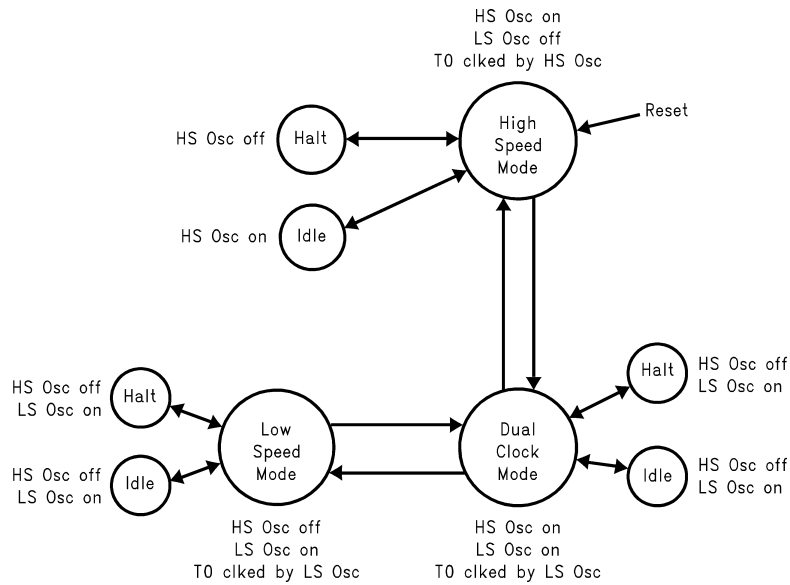 HS Osc on
LS Osc off
T0 clked by HS Osc
High
Speed
Mode
Reset
HS Osc off
Halt
HS Osc on
Idle
HS Osc off
LS Osc on
Halt
HS Osc off
LS Osc on
Idle
Low
Speed
Mode
HS Osc off
LS Osc on
T0 clked by LS Osc
Dual
Clock
Mode
HS Osc on
LS Osc on
T0 clked by LS Osc
Halt
HS Osc off
LS Osc on
Idle
HS Osc off
LS Osc on